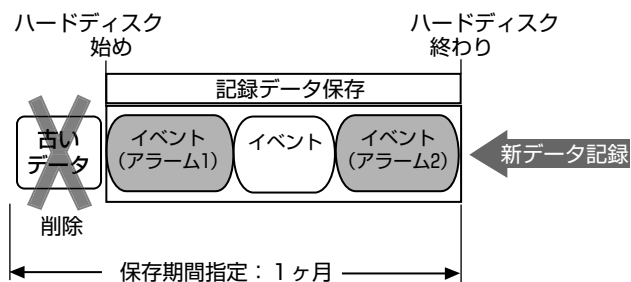 ハードディスク
始め
ハードディスク
終わり
記録データ保存
古い
データ
イベント
(アラーム1)
イベント
イベント
(アラーム2)
新データ記録
削除
保存期間指定：1ヶ月